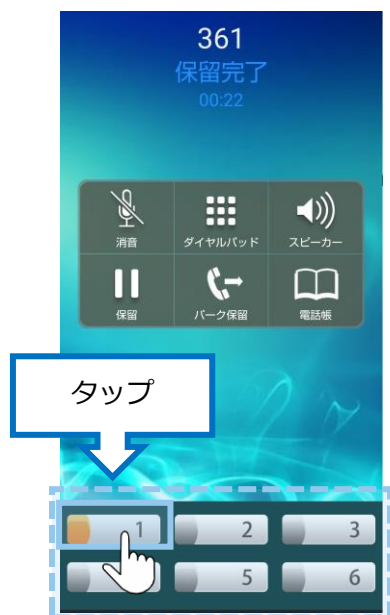 361
保留完了
00:22
消音 ダイヤルパッド スピーカー
保留 パーク保留 電話帳
タップ
1 2 3
5 6